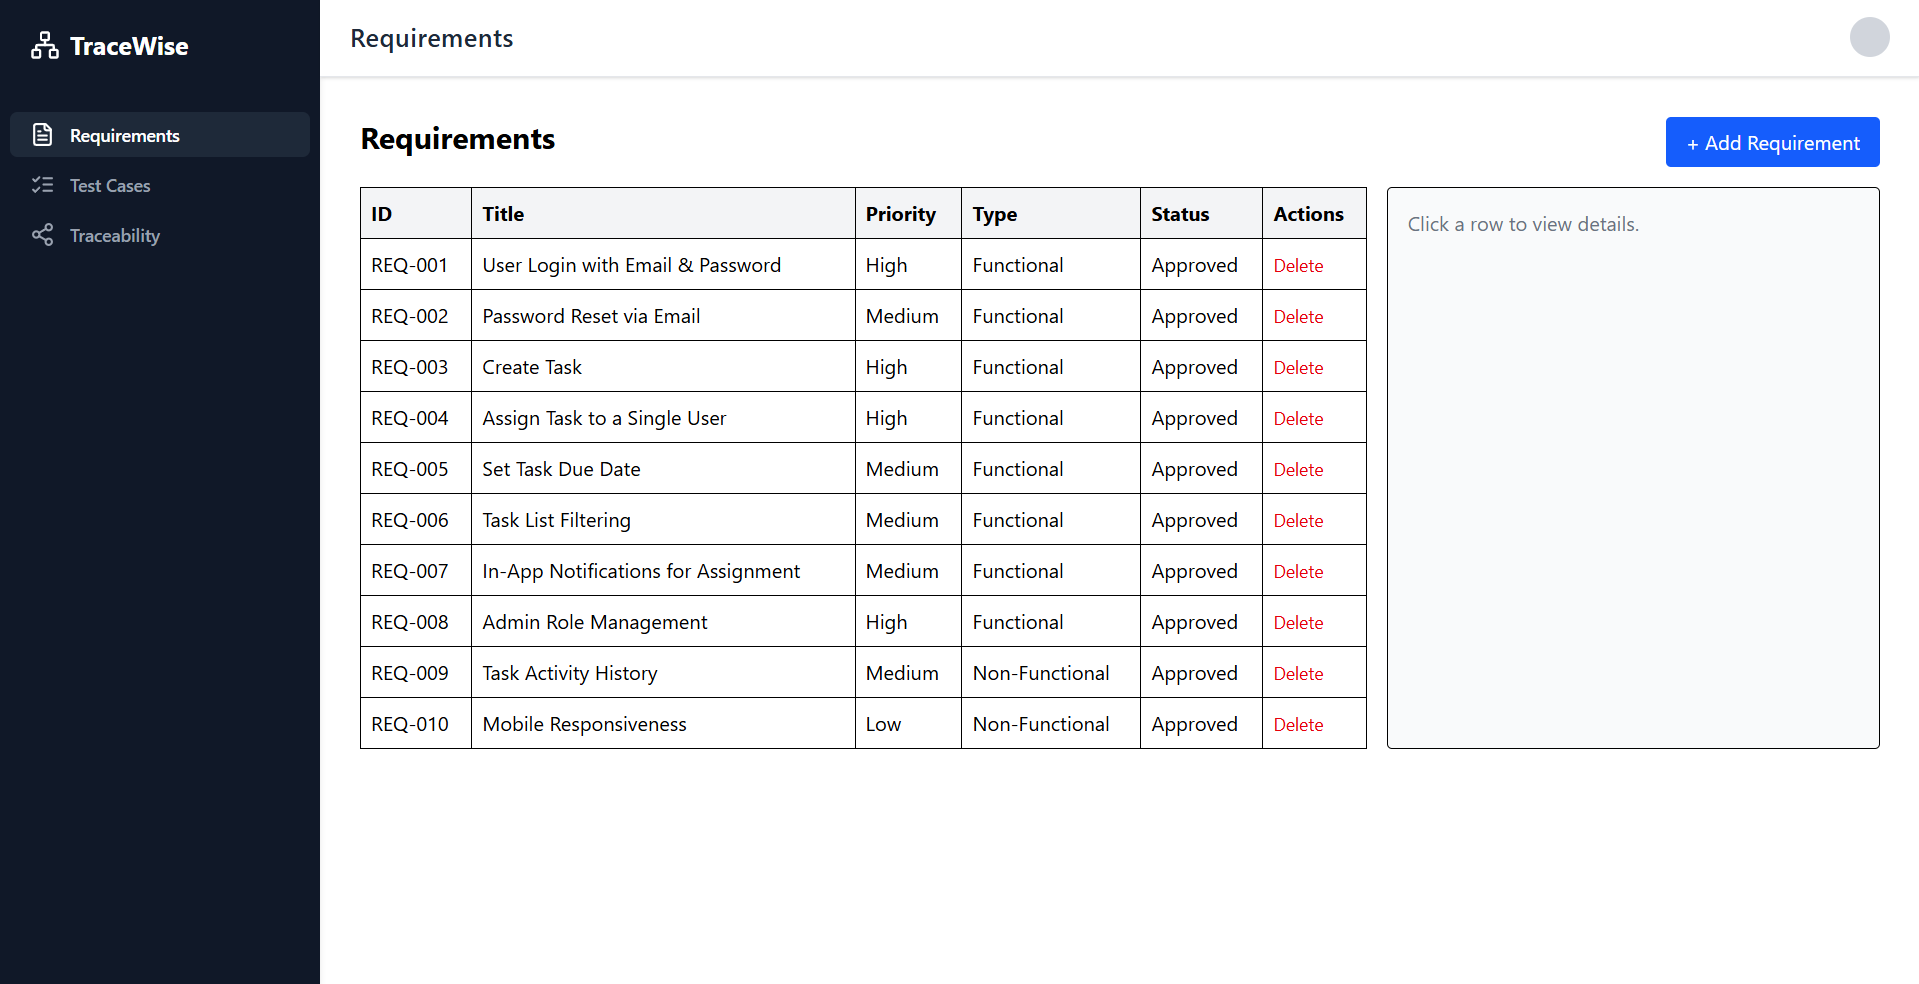 TraceWise
Requirements
Test Cases
Traceability
Requirements
Requirements
+ Add Requirement
ID Title Priority Type Status Actions
REQ-001 User Login with Email & Password High Functional Approved Delete
REQ-002 Password Reset via Email Medium Functional Approved Delete
REQ-003 Create Task High Functional Approved Delete
REQ-004 Assign Task to a Single User High Functional Approved Delete
REQ-005 Set Task Due Date Medium Functional Approved Delete
REQ-006 Task List Filtering Medium Functional Approved Delete
REQ-007 In-App Notifications for Assignment Medium Functional Approved Delete
REQ-008 Admin Role Management High Functional Approved Delete
REQ-009 Task Activity History Medium Non-Functional Approved Delete
REQ-010 Mobile Responsiveness Low Non-Functional Approved Delete
Click a row to view details.